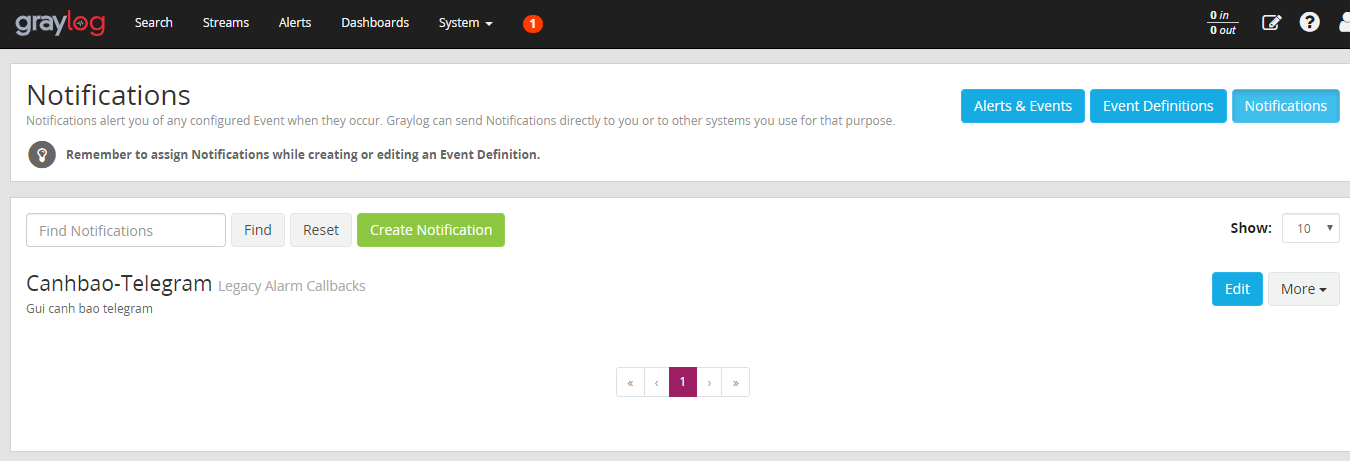 graylog Search Streams Alerts Dashboards System 1 0 in
0 out
Notifications
Notifications alert you of any configured Event when they occur. Graylog can send Notifications directly to you or to other systems you use for that purpose.
Remember to assign Notifications while creating or editing an Event Definition.
Alerts & Events Event Definitions Notifications
Find Notifications Find Reset Create Notification Show: 10
Canhbao-Telegram Legacy Alarm Callbacks Edit More
Gui canh bao telegram
« ‹ 1 › »